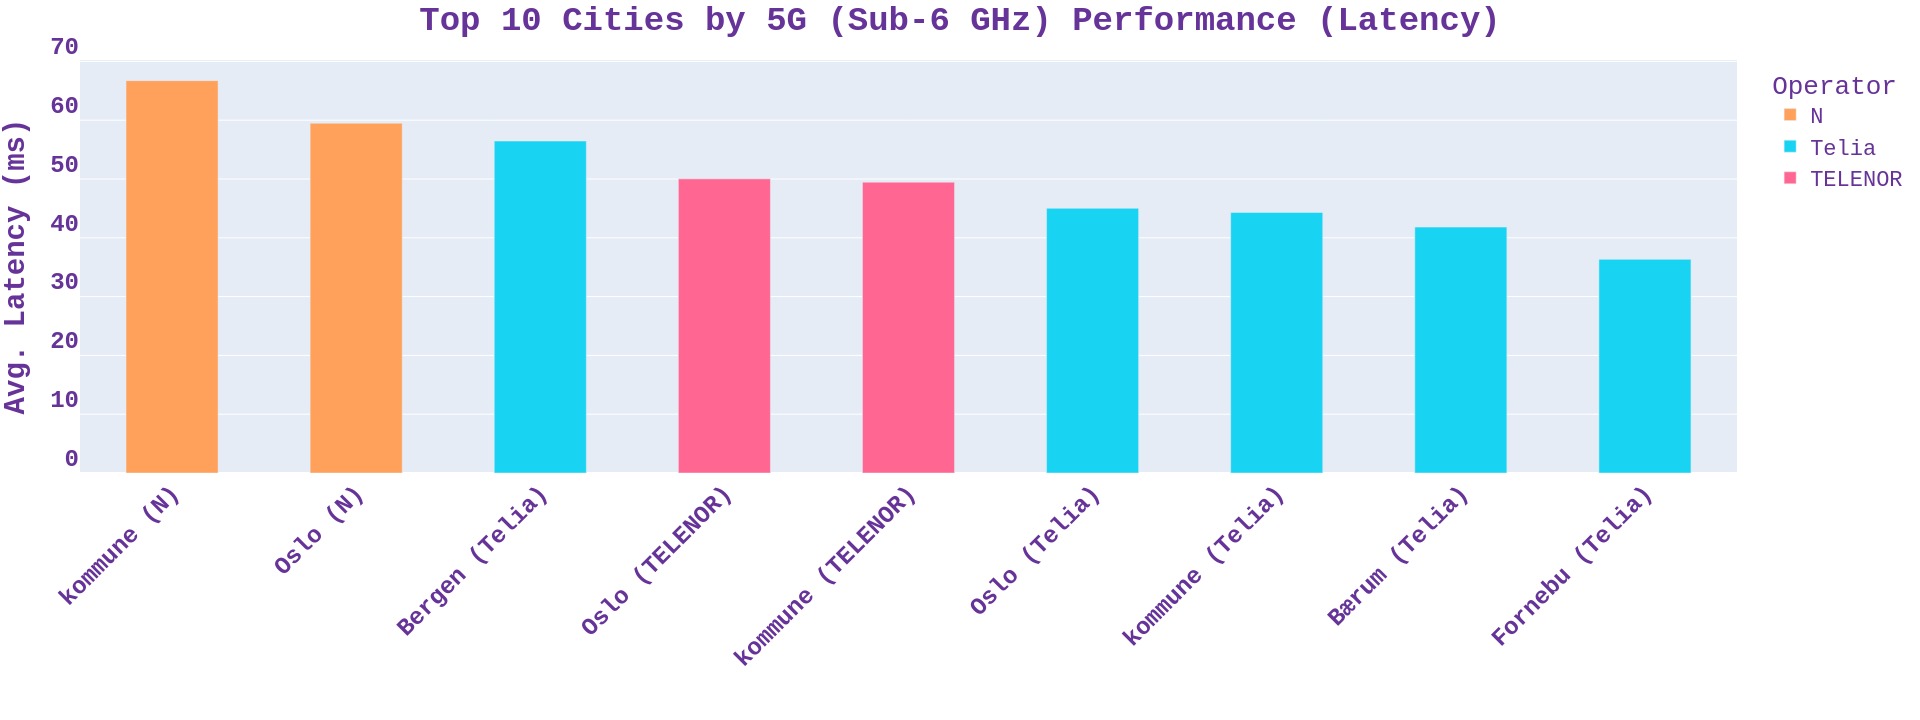 Top 10 Cities by 5G (Sub-6 GHz) Performance (Latency)
Avg. Latency (ms)
70
60
50
40
30
20
10
0
kommune (N)
Oslo (N)
Bergen (Telia)
Oslo (TELENOR)
kommune (TELENOR)
Oslo (Telia)
kommune (Telia)
Bærum (Telia)
Fornebu (Telia)
Operator
N
Telia
TELENOR